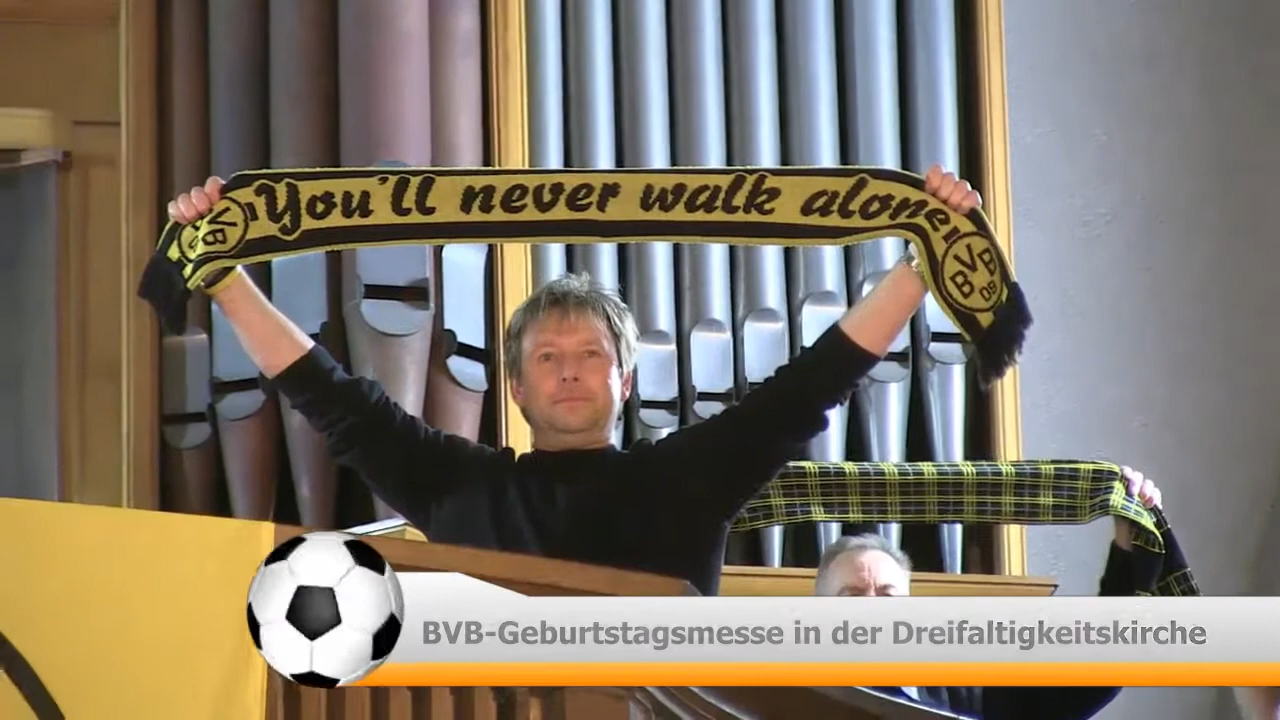 You'll never walk alone
BVB
BVB 09
BVB-Geburtstagsmesse in der Dreifaltigkeitskirche